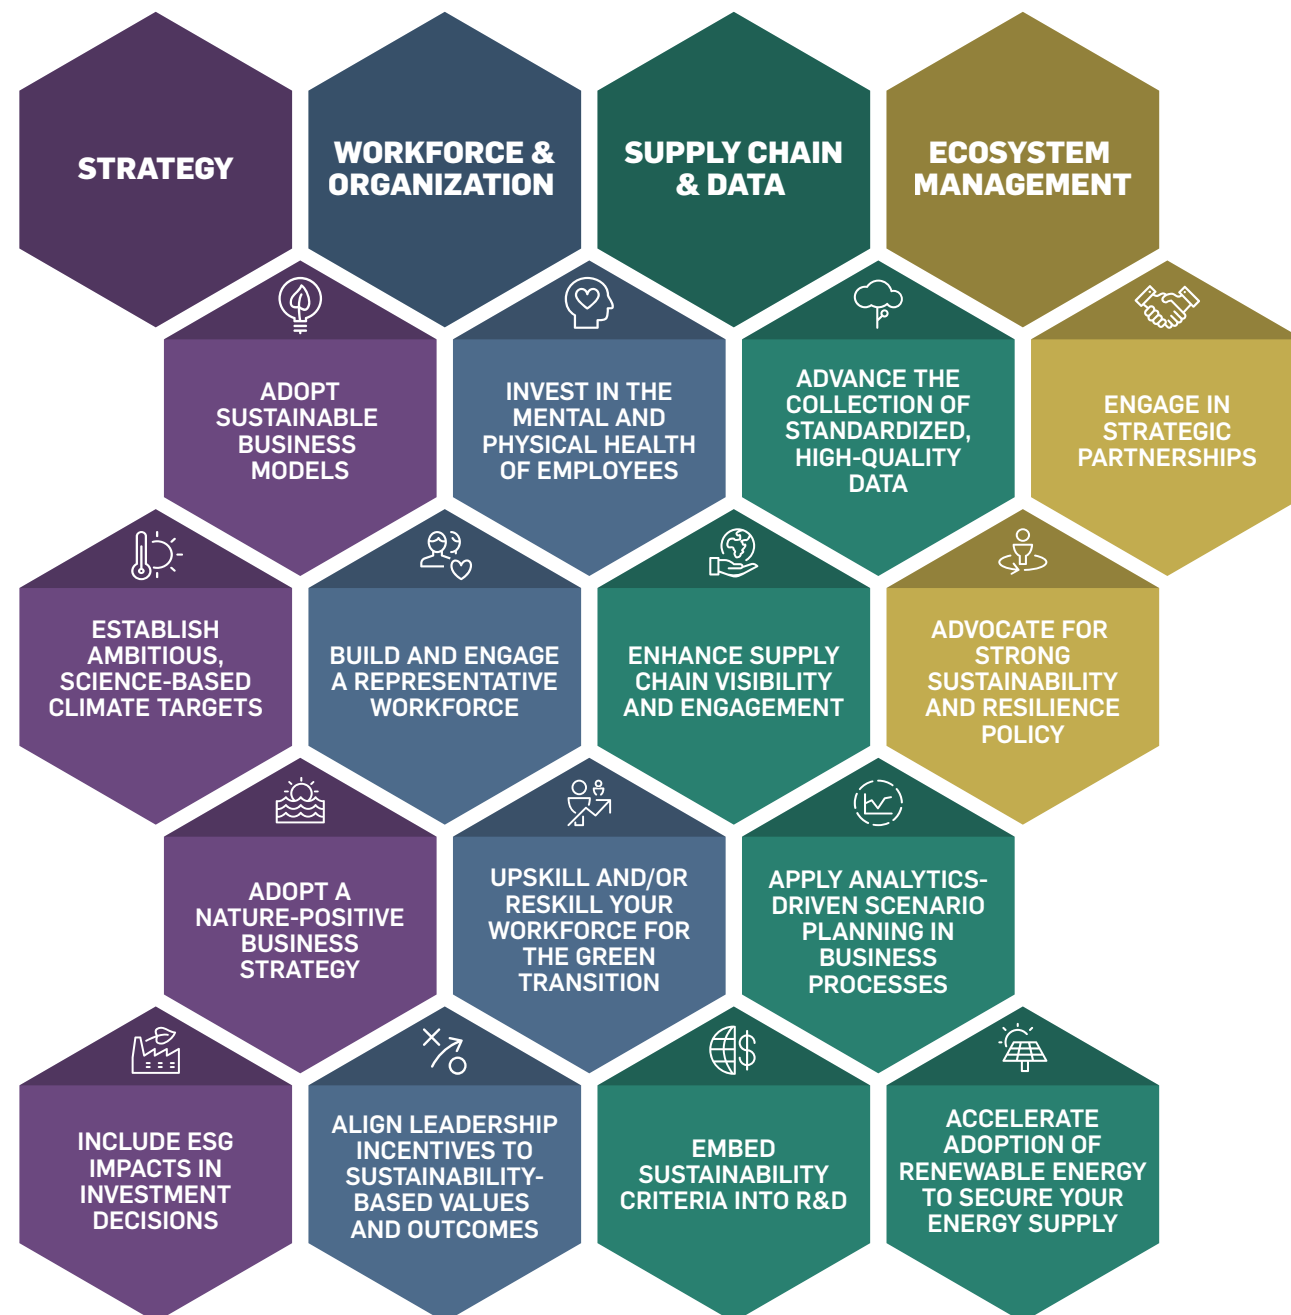 STRATEGY
WORKFORCE &
ORGANIZATION
SUPPLY CHAIN
& DATA
ECOSYSTEM
MANAGEMENT
ADOPT
SUSTAINABLE
BUSINESS
MODELS
INVEST IN THE
MENTAL AND
PHYSICAL HEALTH
OF EMPLOYEES
ADVANCE THE
COLLECTION OF
STANDARDIZED,
HIGH-QUALITY
DATA
ENGAGE IN
STRATEGIC
PARTNERSHIPS
ESTABLISH
AMBITIOUS,
SCIENCE-BASED
CLIMATE TARGETS
BUILD AND ENGAGE
A REPRESENTATIVE
WORKFORCE
ENHANCE SUPPLY
CHAIN VISIBILITY
AND ENGAGEMENT
ADVOCATE FOR
STRONG
SUSTAINABILITY
AND RESILIENCE
POLICY
ADOPT A
NATURE-POSITIVE
BUSINESS
STRATEGY
UPSKILL AND/OR
RESKILL YOUR
WORKFORCE FOR
THE GREEN
TRANSITION
APPLY ANALYTICS-
DRIVEN SCENARIO
PLANNING IN
BUSINESS
PROCESSES
INCLUDE ESG
IMPACTS IN
INVESTMENT
DECISIONS
ALIGN LEADERSHIP
INCENTIVES TO
SUSTAINABILITY-
BASED VALUES
AND OUTCOMES
EMBED
SUSTAINABILITY
CRITERIA INTO R&D
ACCELERATE
ADOPTION OF
RENEWABLE ENERGY
TO SECURE YOUR
ENERGY SUPPLY